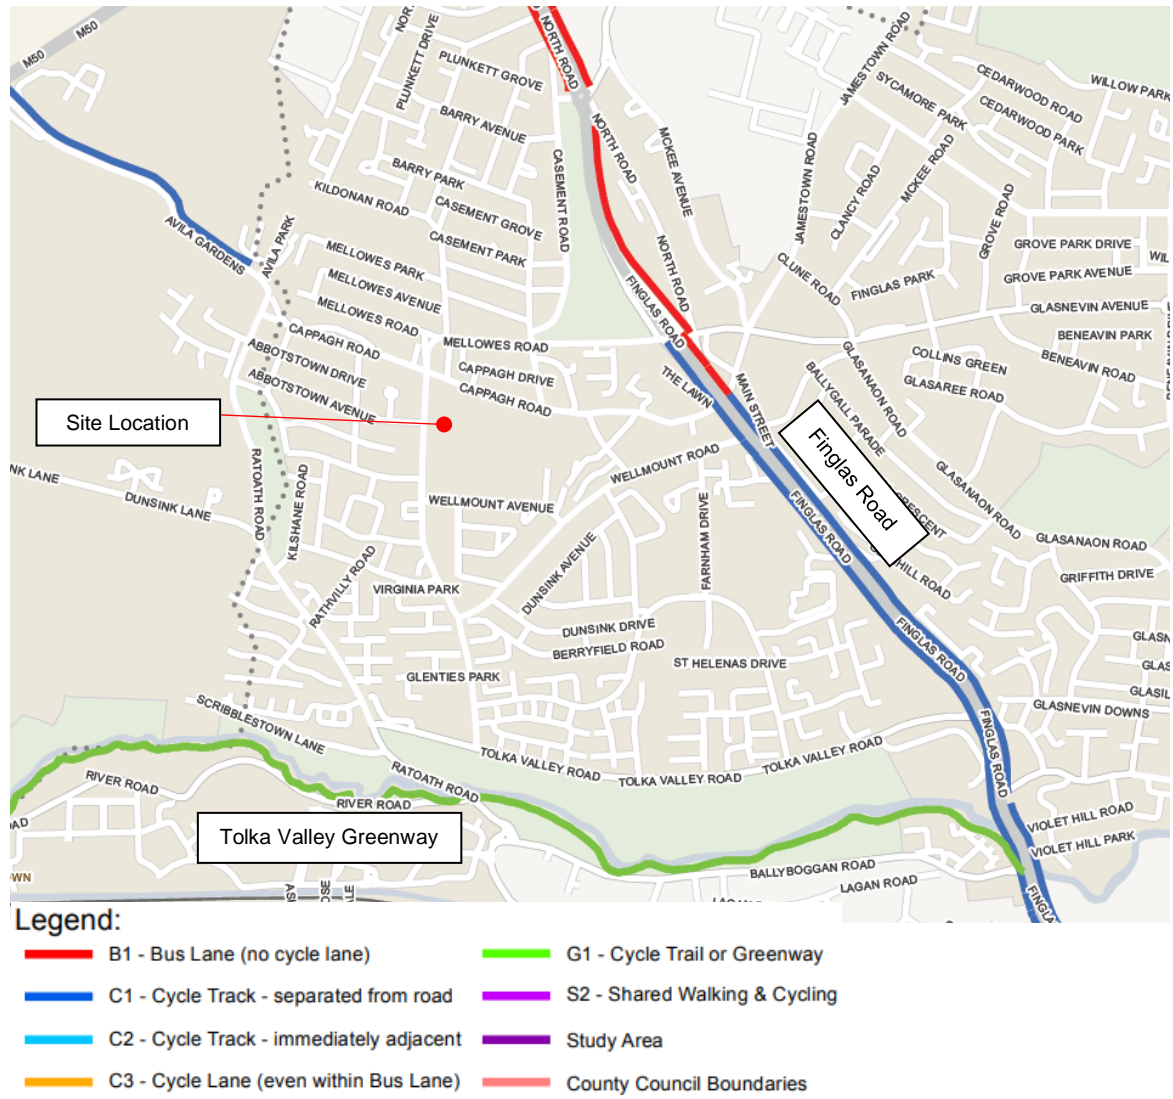 M50
M50
NORTH ROAD
PLUNKETT DRIVE
PLUNKETT GROVE
BARRY AVENUE
BARRY PARK
KILDONAN ROAD
CASEMENT GROVE
CASEMENT PARK
CASEMENT ROAD
NORTH ROAD
MCKEE AVENUE
NORTH ROAD
JAMESTOWN ROAD
JAMESTOWN ROAD
SYCAMORE PARK
CEDARWOOD ROAD
CEDARWOOD PARK
WILLOW PARK
MCKEE ROAD
CLANCY ROAD
GROVE ROAD
GROVE PARK DRIVE
GROVE PARK AVENUE
GLASNEVIN AVENUE
BENEAVIN PARK
BENEAVIN ROAD
CLUNE ROAD
FINGLAS PARK
COLLINS GREEN
GLASAREE ROAD
GLASANAON ROAD
BALLYGALL PARADE
AVILA GARDENS
AVILA PARK
MELLOWES PARK
MELLOWES AVENUE
MELLOWES ROAD
MELLOWES ROAD
FINGLAS ROAD
CAPPAGH ROAD
CAPPAGH DRIVE
CAPPAGH ROAD
ABBOTSTOWN DRIVE
ABBOTSTOWN AVENUE
THE LAWN
MAIN STREET
Site Location
Finglas Road
WELLMOUNT ROAD
WELLMOUNT AVENUE
NK LANE
DUNSINK LANE
RATOATH ROAD
KILSHANE ROAD
RATHVILLY ROAD
VIRGINIA PARK
DUNSINK AVENUE
FARNHAM DRIVE
FINGLAS ROAD
CRESCENT
GLASANAON ROAD
GLASANAON ROAD
HILL ROAD
GRIFFITH DRIVE
DUNSINK DRIVE
BERRYFIELD ROAD
ST HELENAS DRIVE
FINGLAS ROAD
GLENTIES PARK
GLASNEVIN DOWNS
SCRIBBLESTOWN LANE
TOLKA VALLEY ROAD
TOLKA VALLEY ROAD
TOLKA VALLEY ROAD
FINGLAS ROAD
RATOATH ROAD
RIVER ROAD
RIVER ROAD
Tolka Valley Greenway
VIOLET HILL ROAD
VIOLET HILL PARK
BALLYBOGGAN ROAD
LAGAN ROAD
Legend:
B1 - Bus Lane (no cycle lane)
G1 - Cycle Trail or Greenway
C1 - Cycle Track - separated from road
S2 - Shared Walking & Cycling
C2 - Cycle Track - immediately adjacent
Study Area
C3 - Cycle Lane (even within Bus Lane)
County Council Boundaries